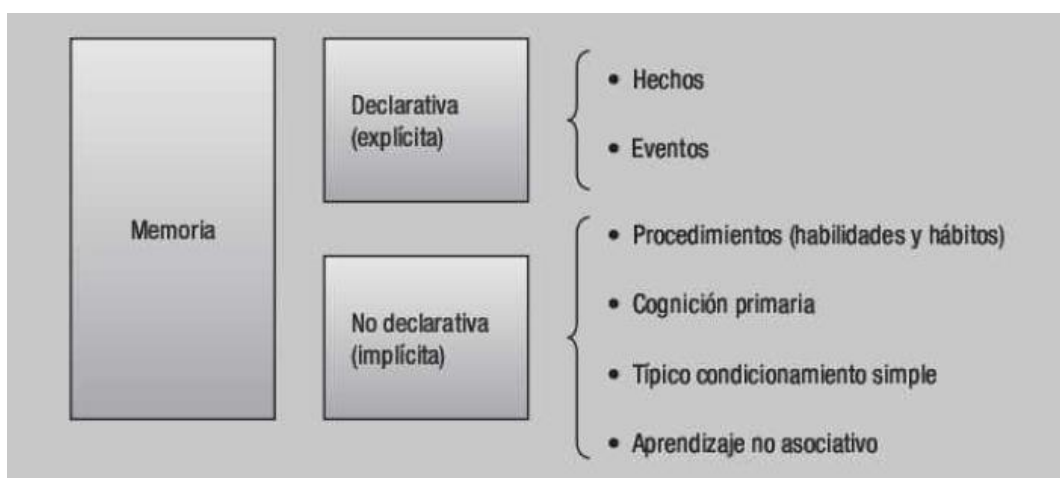 Memoria
Declarativa
(explícita)
• Hechos
• Eventos
No declarativa
(implícita)
• Procedimientos (habilidades y hábitos)
• Cognición primaria
• Típico condicionamiento simple
• Aprendizaje no asociativo